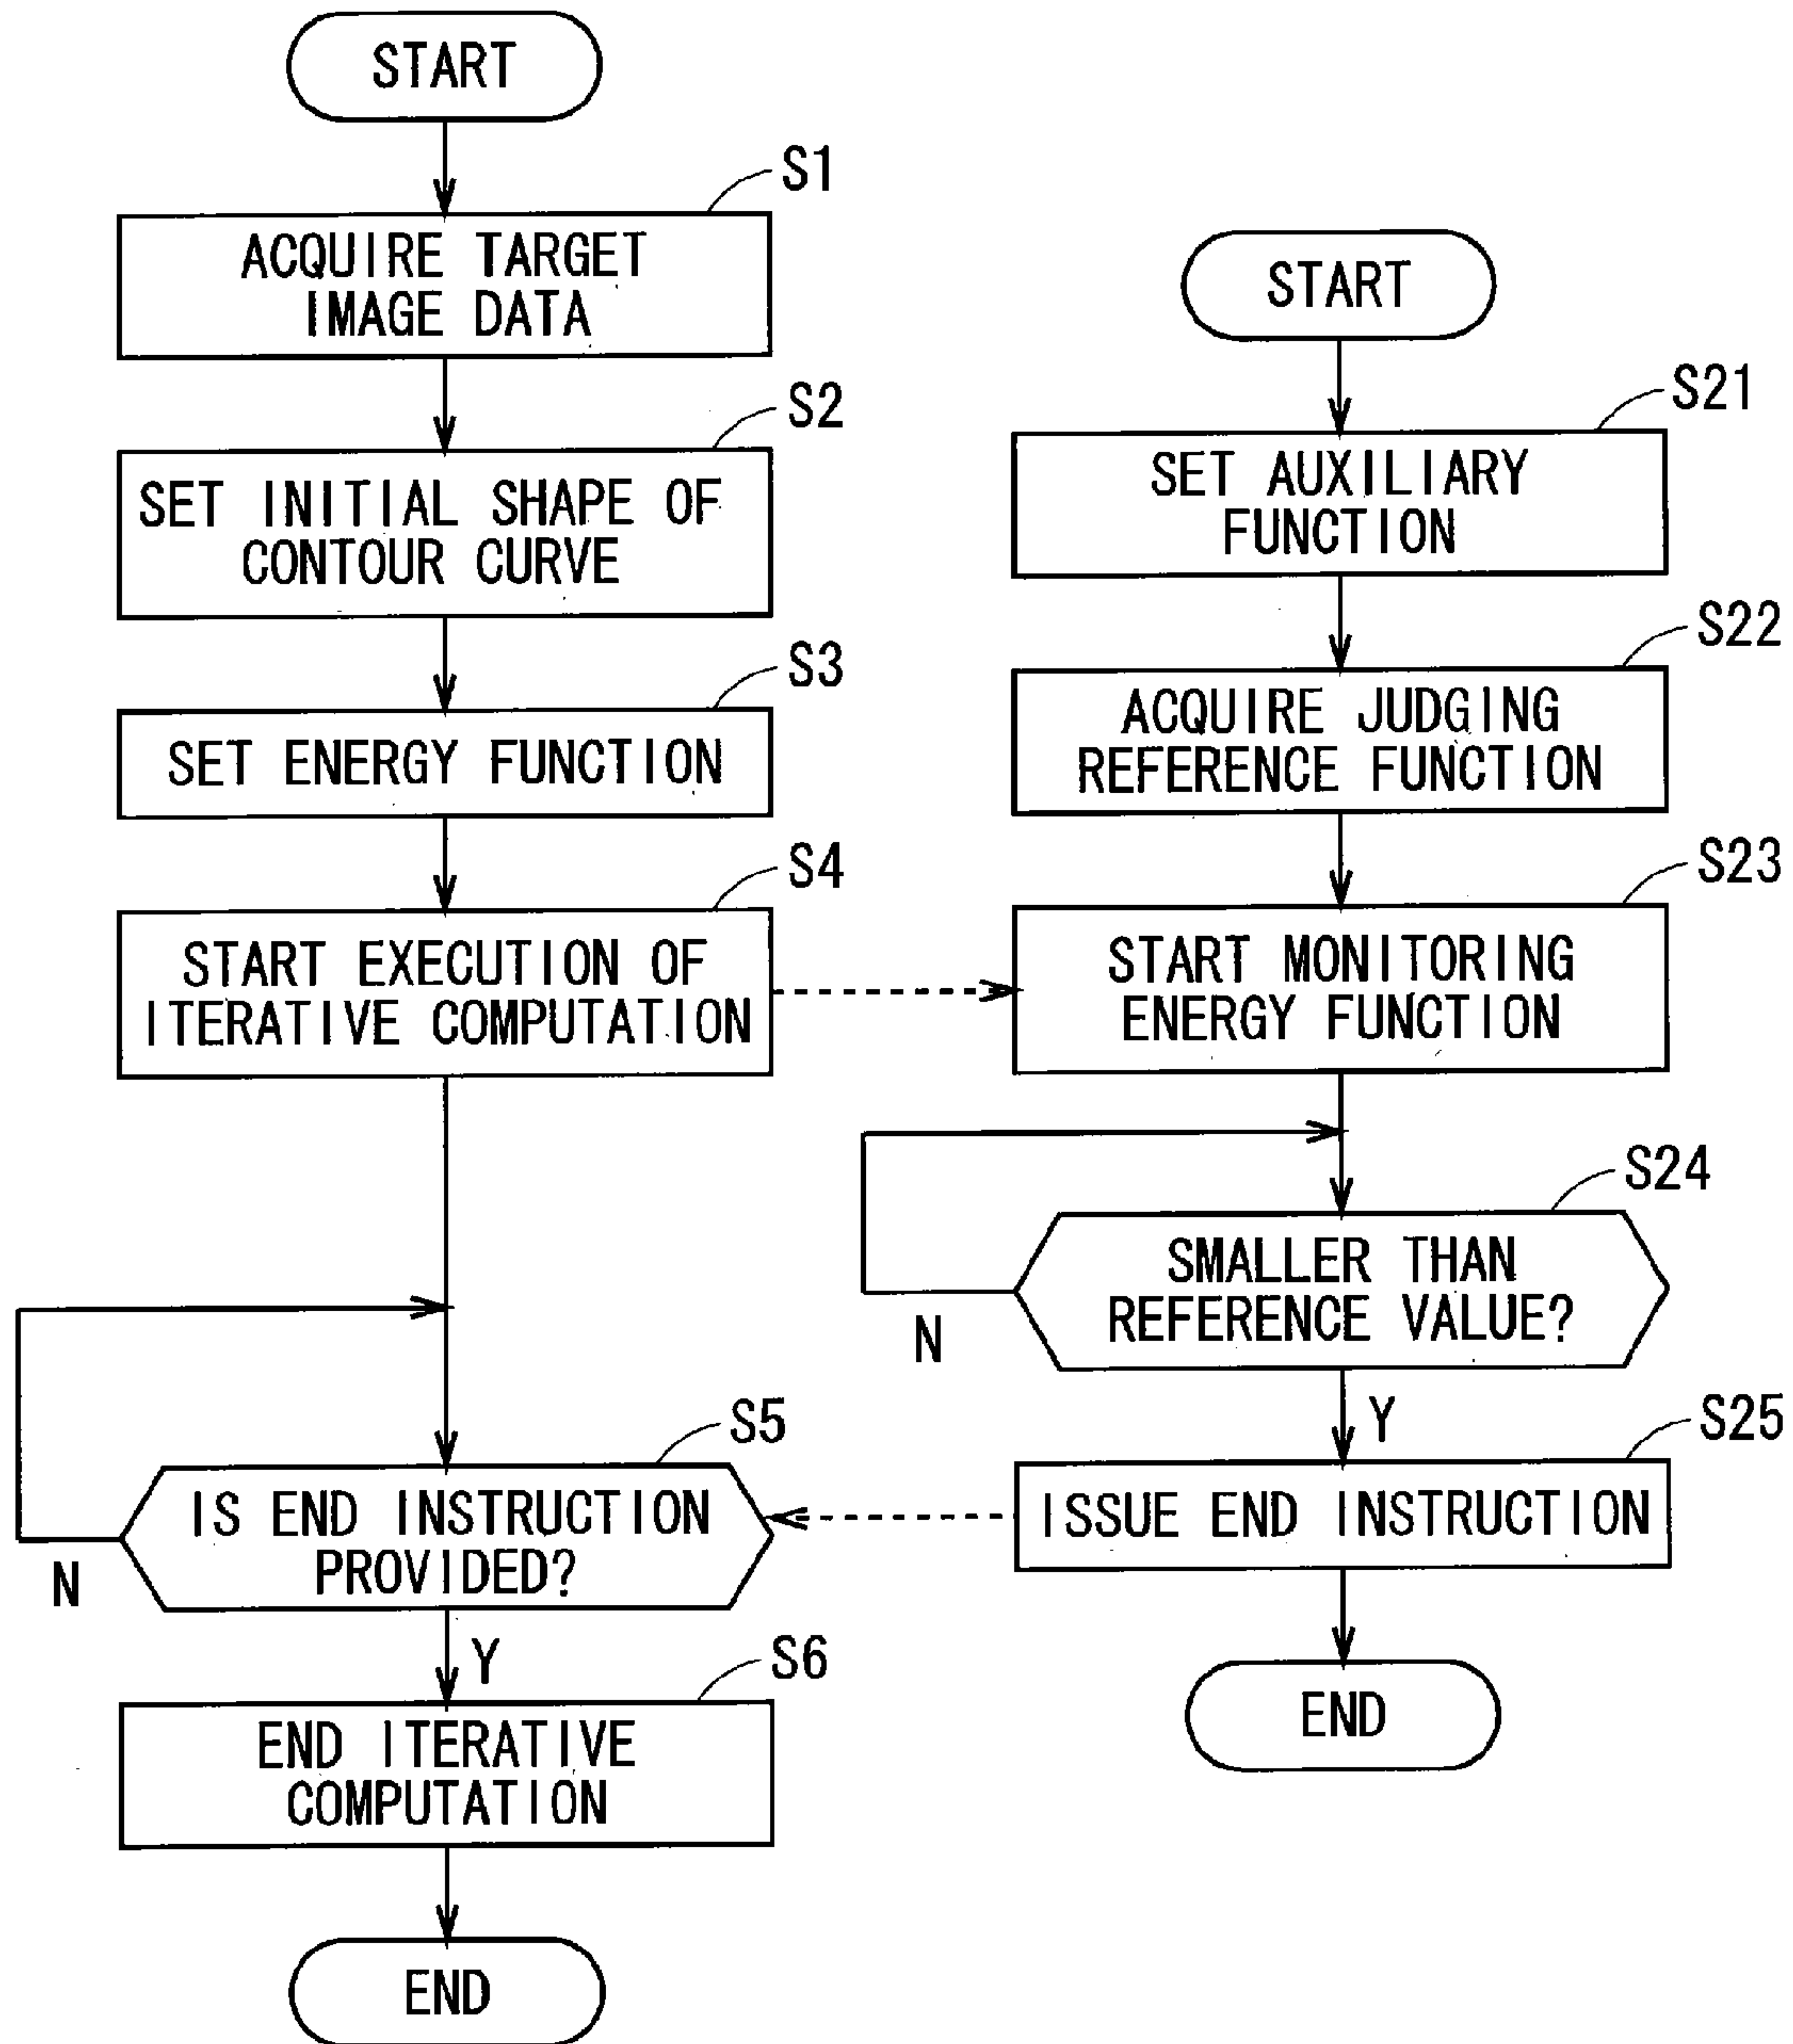 START
S1
ACQUIRE TARGET
IMAGE DATA
S2
SET INITIAL SHAPE OF
CONTOUR CURVE
S3
SET ENERGY FUNCTION
S4
START EXECUTION OF
ITERATIVE COMPUTATION
S5
IS END INSTRUCTION
PROVIDED?
N
Y
S6
END ITERATIVE
COMPUTATION
END
START
S21
SET AUXILIARY
FUNCTION
S22
ACQUIRE JUDGING
REFERENCE FUNCTION
S23
START MONITORING
ENERGY FUNCTION
S24
SMALLER THAN
REFERENCE VALUE?
N
Y
S25
ISSUE END INSTRUCTION
END